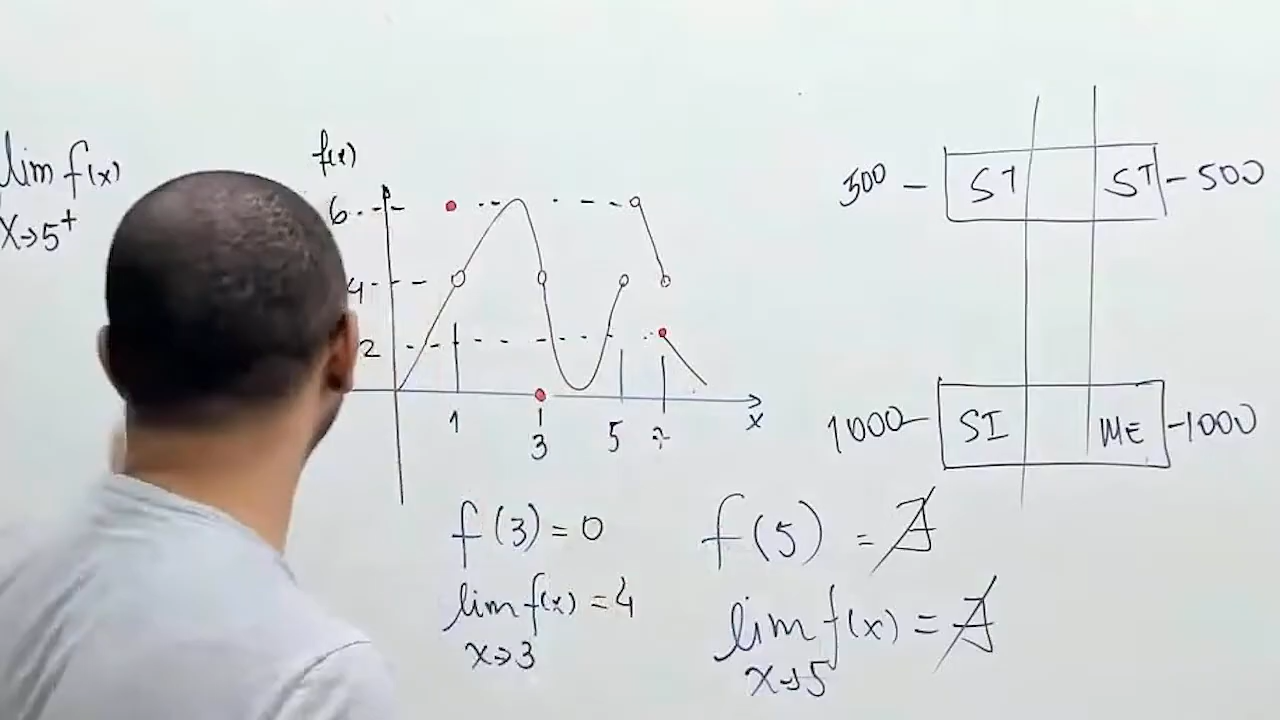 lim f(x)
x→5⁺
f(x)
6
4
2
1
3
5
x
f(3) = 0
lim f(x) = 4
x→3
f(5) = ∄
lim f(x) = ∄
x→5
500 - ST ST - 500
1000 - SI ME - 1000